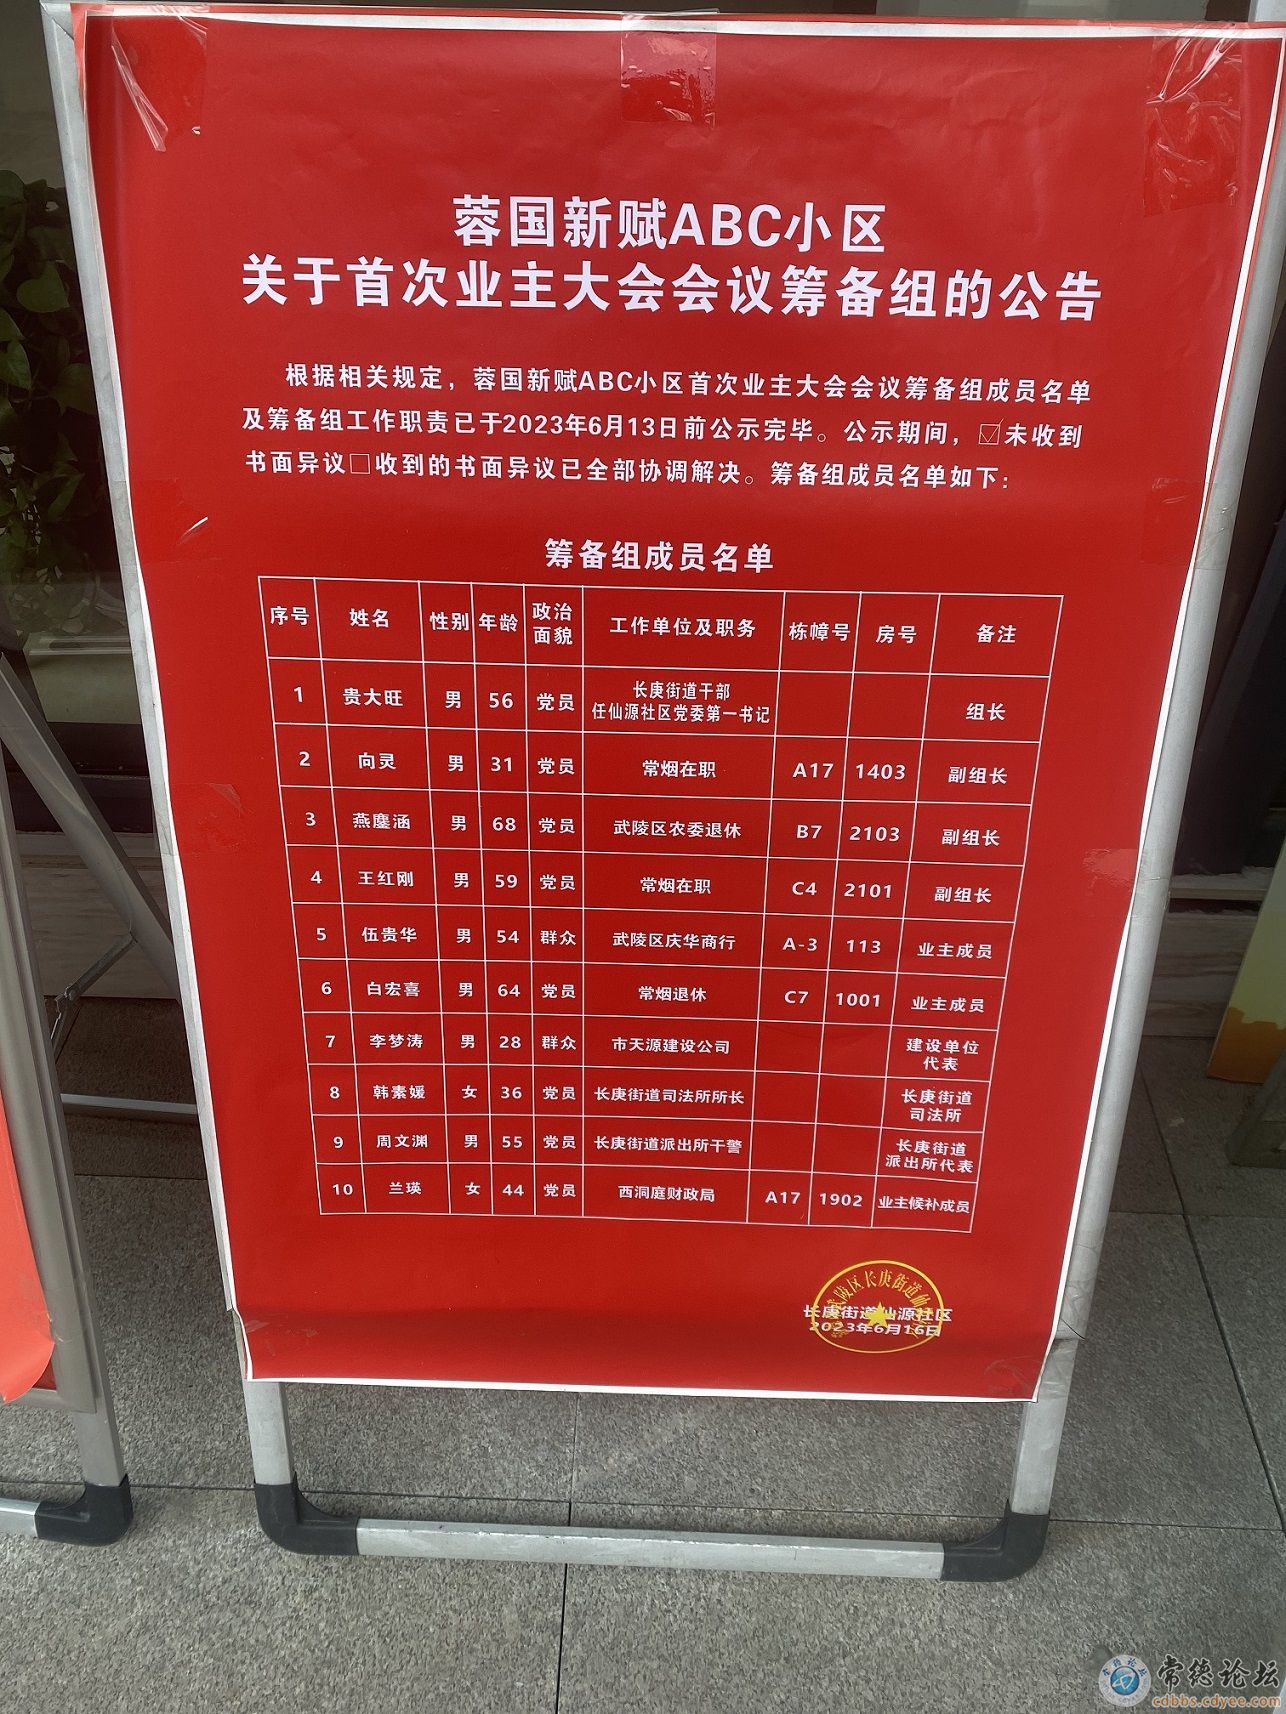 蓉国新赋ABC小区
关于首次业主大会会议筹备组的公告
根据相关规定，蓉国新赋ABC小区首次业主大会会议筹备组成员名单
及筹备组工作职责已于2023年6月13日前公示完毕。公示期间，☑未收到
书面异议□收到的书面异议已全部协调解决。筹备组成员名单如下：
筹备组成员名单
序号 姓名 性别 年龄 政治面貌 工作单位及职务 栋幢号 房号 备注
1 贵大旺 男 56 党员 长庚街道干部 任仙源社区党委第一书记 组长
2 向灵 男 31 党员 常烟在职 A17 1403 副组长
3 燕鏖涵 男 68 党员 武陵区农委退休 B7 2103 副组长
4 王红刚 男 59 党员 常烟在职 C4 2101 副组长
5 伍贵华 男 54 群众 武陵区庆华商行 A-3 113 业主成员
6 白宏喜 男 64 党员 常烟退休 C7 1001 业主成员
7 李梦涛 男 28 群众 市天源建设公司 建设单位代表
8 韩素媛 女 36 党员 长庚街道司法所所长 长庚街道司法所
9 周文渊 男 55 党员 长庚街道派出所干警 长庚街道派出所代表
10 兰瑛 女 44 党员 西洞庭财政局 A17 1902 业主候补成员
武陵区长庚街道仙
长庚街道仙源社区
2023年6月16日
常德论坛
常德论坛
cdbbs.cdyee.com